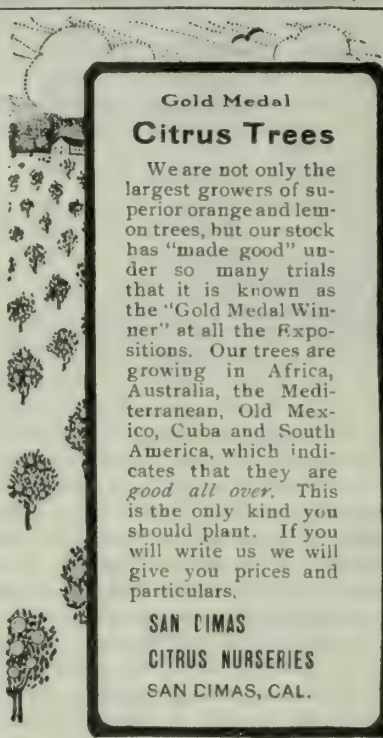 Gold Medal
Citrus Trees
We are not only the
largest growers of su-
perior orange and lem-
on trees, but our stock
has "made good" un-
der so many trials
that it is known as
the "Gold Medal Win-
ner" at all the Expo-
sitions. Our trees are
growing in Africa,
Australia, the Medi-
terranean, Old Mex-
ico, Cuba and South
America, which indi-
cates that they are
good all over. This
is the only kind you
should plant. If you
will write us we will
give you prices and
particulars.
SAN DIMAS
CITRUS NURSERIES
SAN DIMAS, CAL.